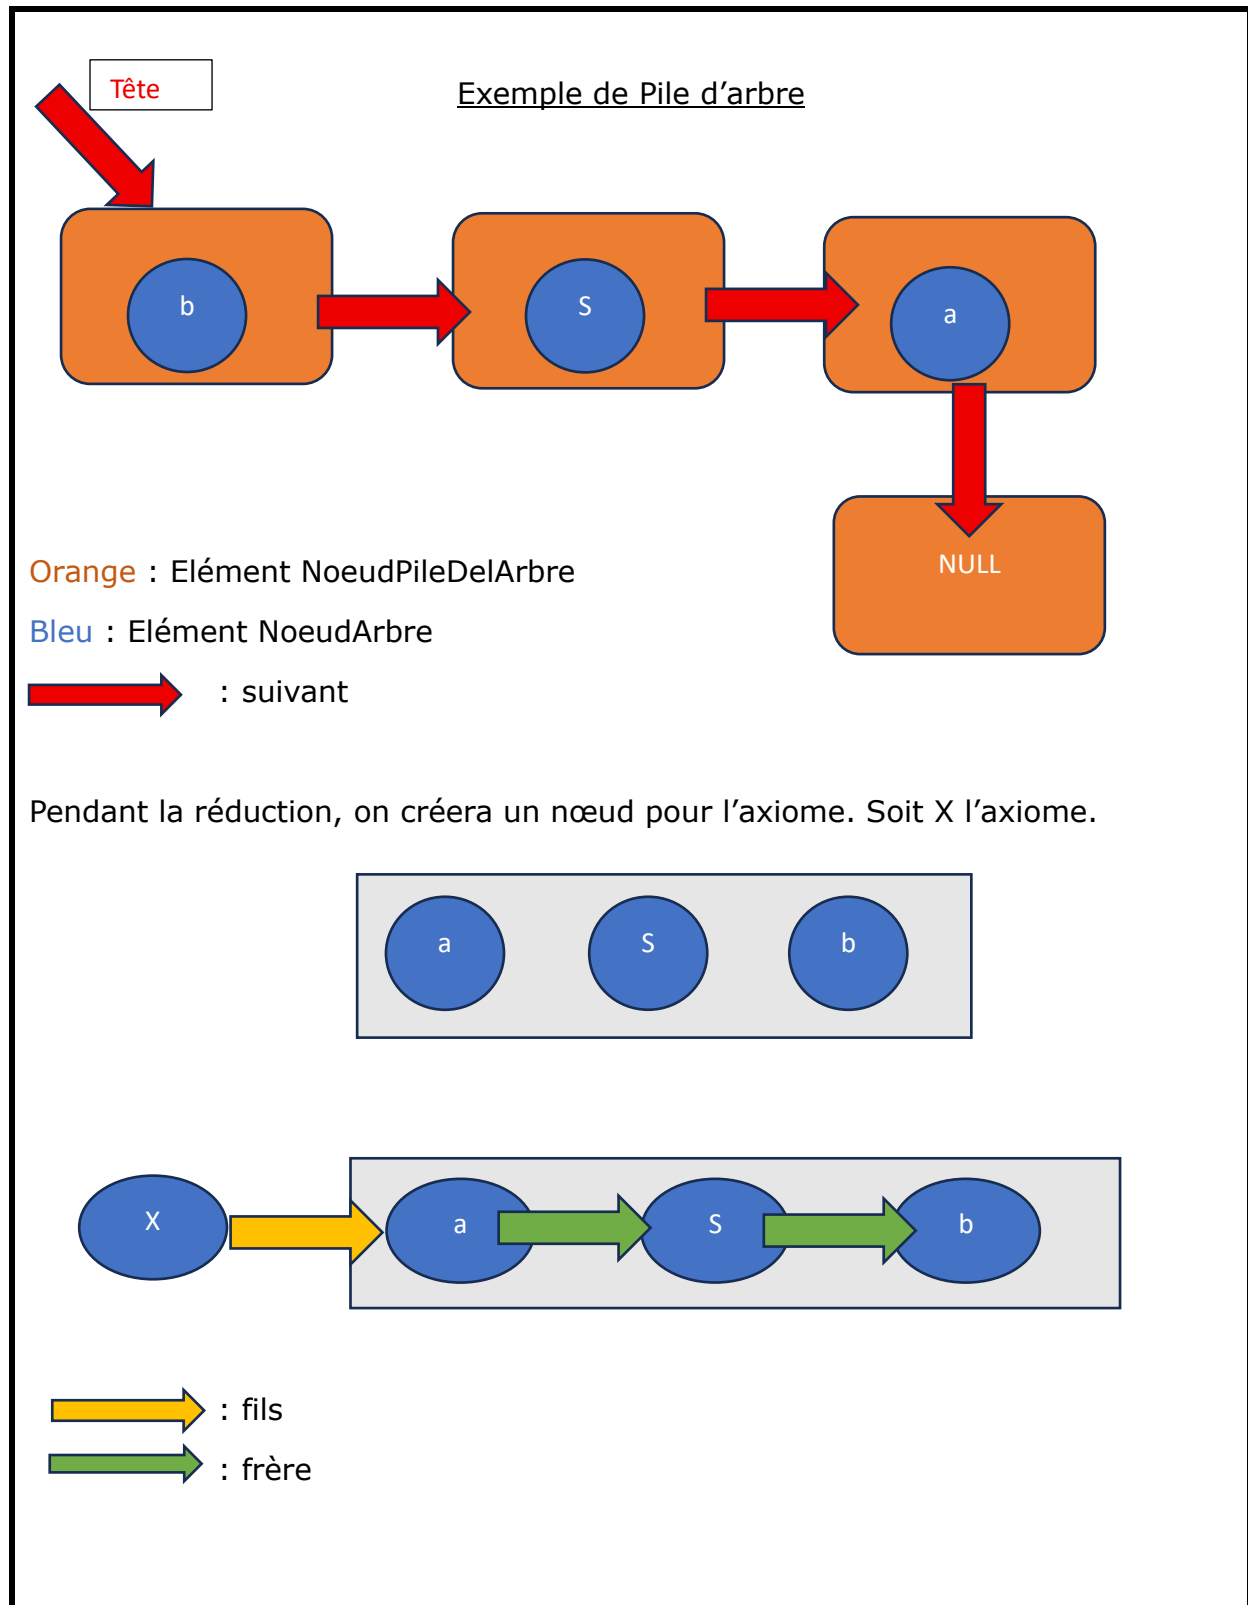 Tête
Exemple de Pile d’arbre
b
S
a
NULL
Orange : Elément NoeudPileDelArbre
Bleu : Elément NoeudArbre
: suivant
Pendant la réduction, on créera un nœud pour l’axiome. Soit X l’axiome.
a S b
X a S b
: fils
: frère